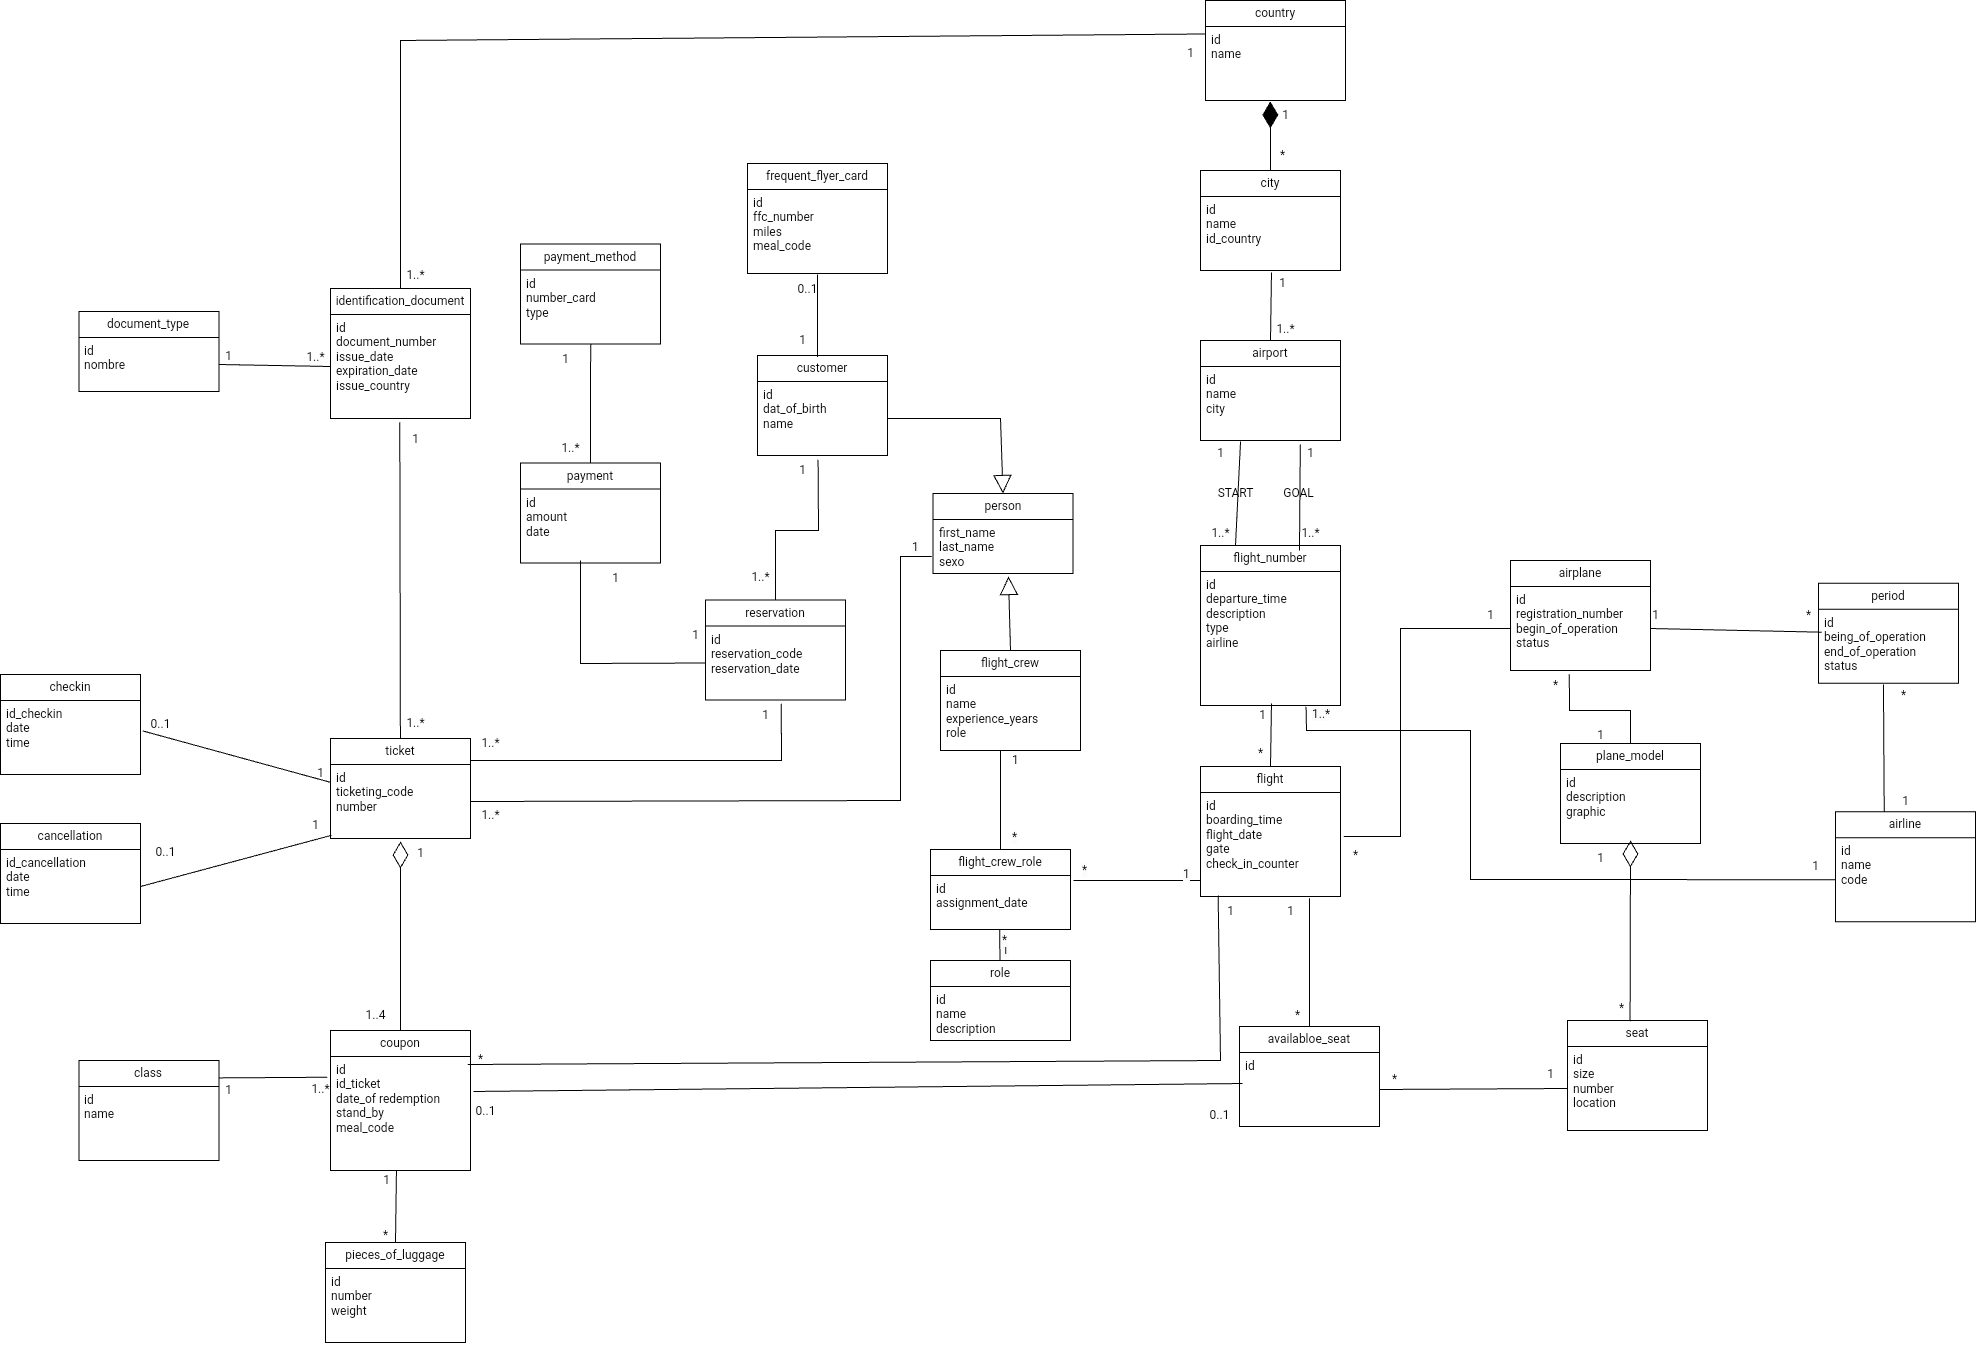 country
id
name
1
1
*
city
id
name
id_country
1
1..*
frequent_flyer_card
id
ffc_number
miles
meal_code
0..1
1
payment_method
id
number_card
type
1
1..*
1..*
identification_document
id
document_number
issue_date
expiration_date
issue_country
1
document_type
id
nombre
1
1..*
customer
id
dat_of_birth
name
1
1..*
airport
id
name
city
1
1
START
GOAL
1..*
1..*
payment
id
amount
date
1
1
person
first_name
last_name
sexo
1
flight_number
id
departure_time
description
type
airline
1
1..*
*
airplane
id
registration_number
begin_of_operation
status
1
1
*
*
period
id
being_of_operation
end_of_operation
status
*
1
reservation
id
reservation_code
reservation_date
1
flight_crew
id
name
experience_years
role
1
*
checkin
id_checkin
date
time
0..1
1
1..*
1..*
ticket
id
ticketing_code
number
1..*
1
1
plane_model
id
description
graphic
1
1
flight
id
boarding_time
flight_date
gate
check_in_counter
*
1
1
1
airline
id
name
code
1
cancellation
id_cancellation
date
time
0..1
flight_crew_role
id
assignment_date
*
*
role
id
name
description
1..4
coupon
id
id_ticket
date_of redemption
stand_by
meal_code
*
0..1
class
id
name
1
1..*
*
availabloe_seat
id
0..1
*
1
*
seat
id
size
number
location
1
*
pieces_of_luggage
id
number
weight